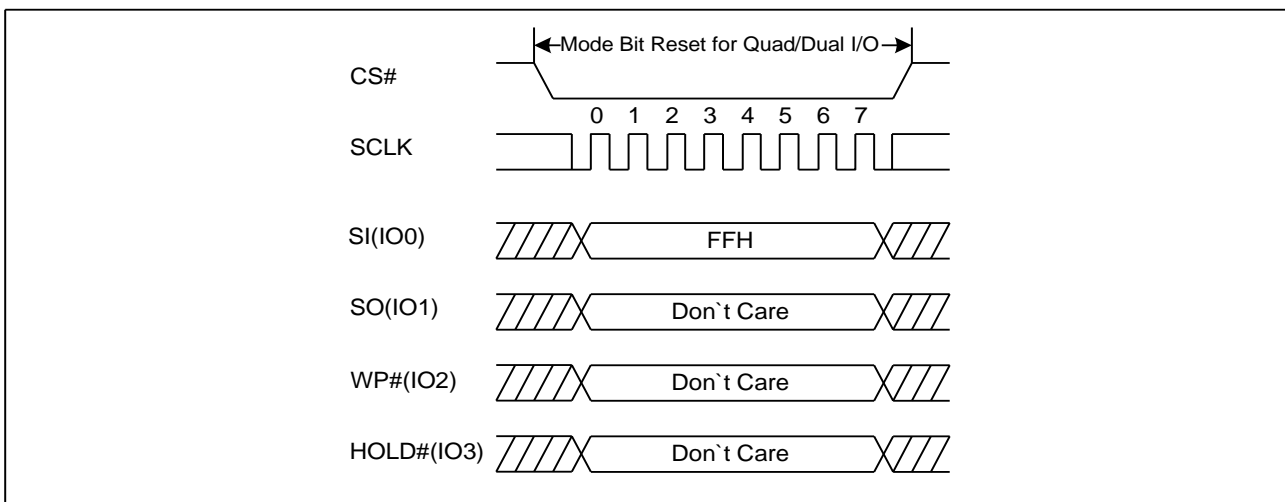 Mode Bit Reset for Quad/Dual I/O
CS#
0 1 2 3 4 5 6 7
SCLK
SI(IO0)
FFH
SO(IO1)
Don`t Care
WP#(IO2)
Don`t Care
HOLD#(IO3)
Don`t Care